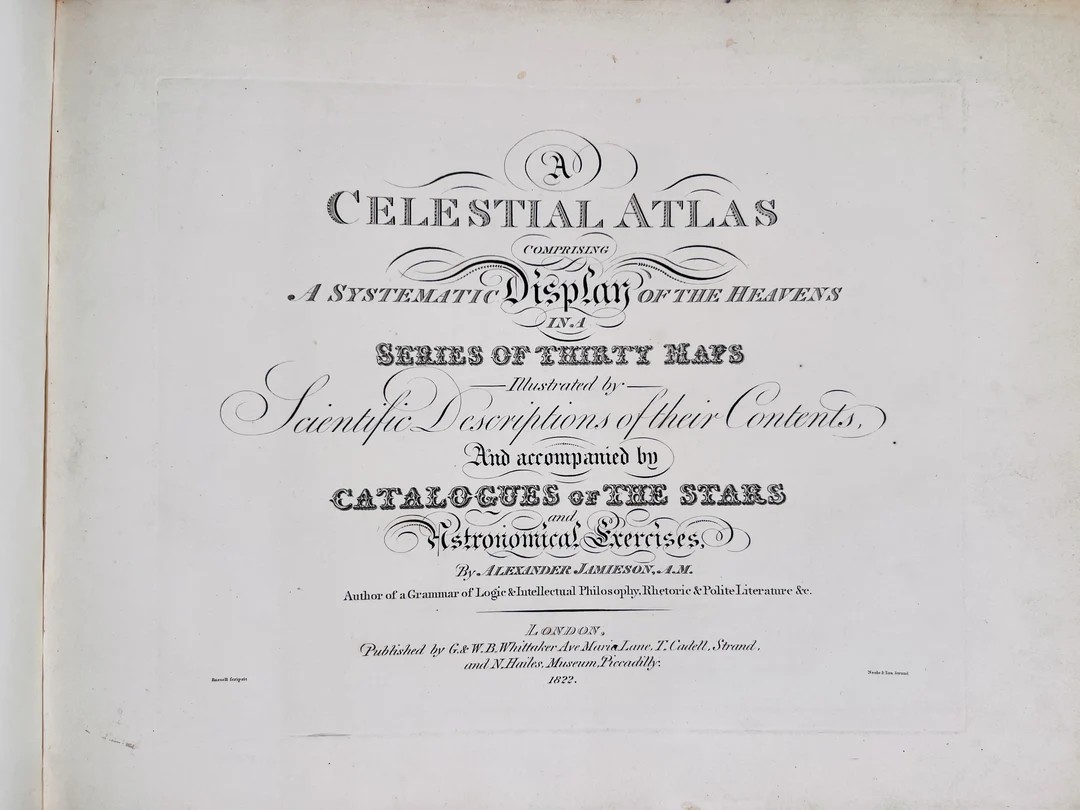 A
CELESTIAL ATLAS
COMPRISING
A SYSTEMATIC Display OF THE HEAVENS
IN A
SERIES OF THIRTY MAPS
Illustrated by
Scientific Descriptions of their Contents,
And accompanied by
CATALOGUES OF THE STARS
and
Astronomical Exercises,
By ALEXANDER JAMIESON, A.M.
Author of a Grammar of Logic & Intellectual Philosophy, Rhetoric & Polite Literature &c.
LONDON,
Published by G. & W. B. Whittaker Ave Maria Lane, T. Cadell, Strand,
and N. Hailes, Museum, Piccadilly.
1822.
Neele & Son Strand